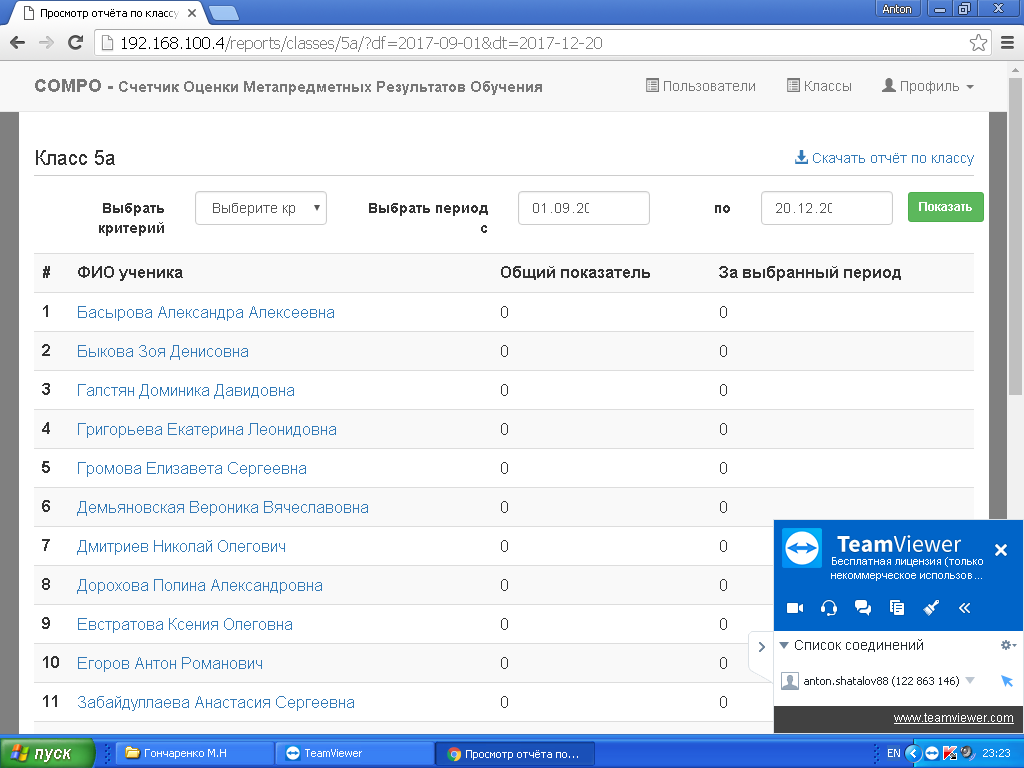 Просмотр отчёта по классу
Anton
192.168.100.4/reports/classes/5a/?df=2017-09-01&dt=2017-12-20
COMPO - Счетчик Оценки Метапредметных Результатов Обучения
Пользователи
Классы
Профиль
Класс 5а
Скачать отчёт по классу
Выбрать критерий
Выберите кр
Выбрать период с
01.09.20
по
20.12.20
Показать
# ФИО ученика Общий показатель За выбранный период
1 Басырова Александра Алексеевна 0 0
2 Быкова Зоя Денисовна 0 0
3 Галстян Доминика Давидовна 0 0
4 Григорьева Екатерина Леонидовна 0 0
5 Громова Елизавета Сергеевна 0 0
6 Демьяновская Вероника Вячеславовна 0 0
7 Дмитриев Николай Олегович 0 0
8 Дорохова Полина Александровна 0 0
9 Евстратова Ксения Олеговна 0 0
10 Егоров Антон Романович 0 0
11 Забайдуллаева Анастасия Сергеевна 0 0
TeamViewer
Бесплатная лицензия (только
некоммерческое использов...
Список соединений
anton.shatalov88 (122 863 146)
www.teamviewer.com
пуск
Гончаренко М.Н
TeamViewer
Просмотр отчёта по...
EN
23:23